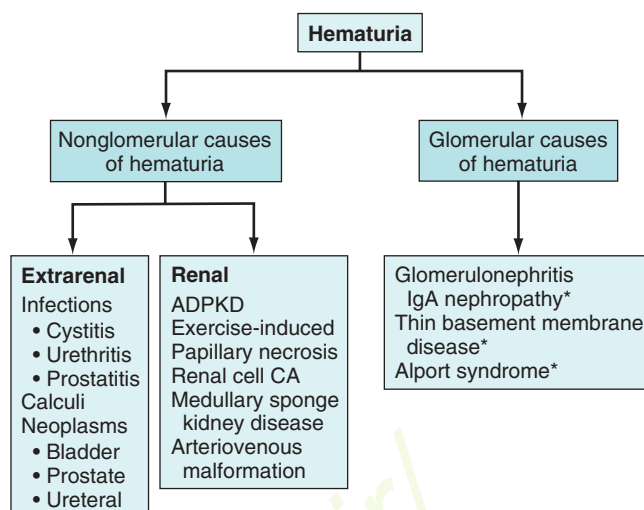 Hematuria
Nonglomerular causes
of hematuria
Glomerular causes
of hematuria
Extrarenal
Infections
• Cystitis
• Urethritis
• Prostatitis
Calculi
Neoplasms
• Bladder
• Prostate
• Ureteral
Renal
ADPKD
Exercise-induced
Papillary necrosis
Renal cell CA
Medullary sponge
kidney disease
Arteriovenous
malformation
Glomerulonephritis
IgA nephropathy*
Thin basement membrane
disease*
Alport syndrome*